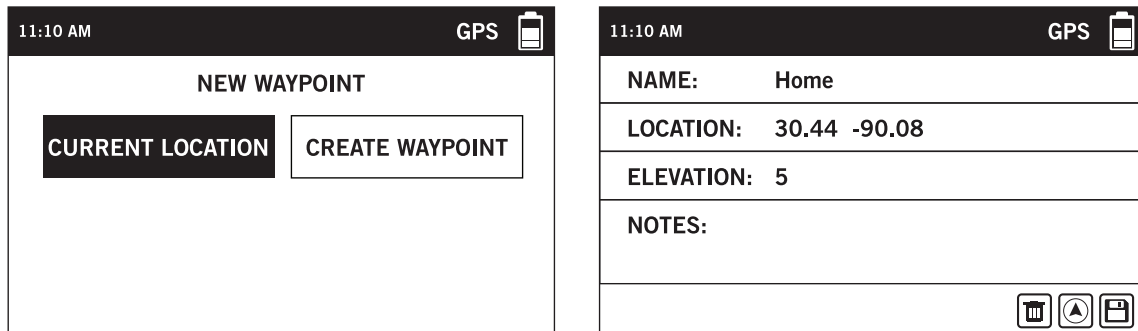 11:10 AM GPS
NEW WAYPOINT
CURRENT LOCATION CREATE WAYPOINT
11:10 AM GPS
NAME: Home
LOCATION: 30.44 -90.08
ELEVATION: 5
NOTES: